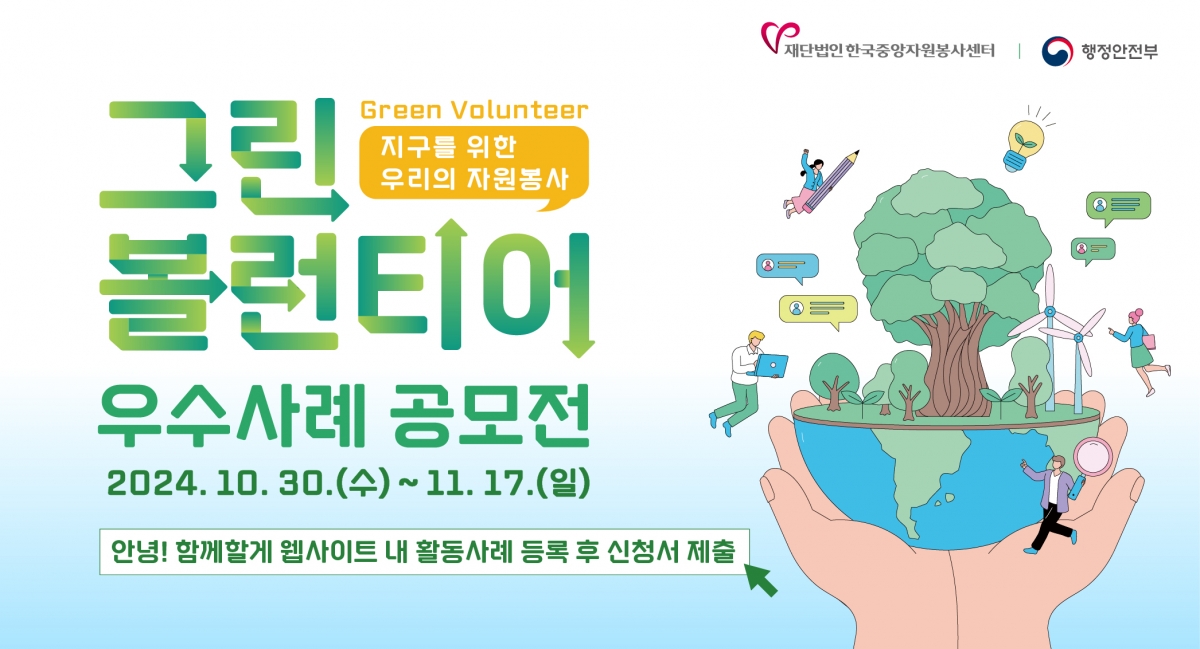 재단법인 한국중앙자원봉사센터
행정안전부
Green Volunteer
지구를 위한
우리의 자원봉사
그린
볼런티어
우수사례 공모전
2024. 10. 30.(수) ~ 11. 17.(일)
안녕! 함께할게 웹사이트 내 활동사례 등록 후 신청서 제출